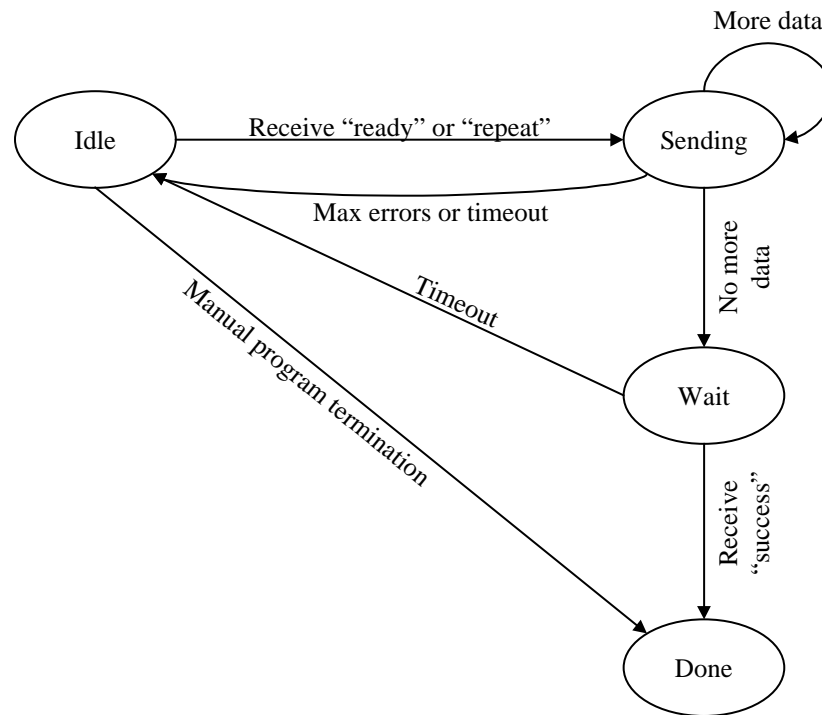 More data
Idle
Receive “ready” or “repeat”
Sending
Max errors or timeout
No more
data
Timeout
Manual program termination
Wait
Receive
“success”
Done